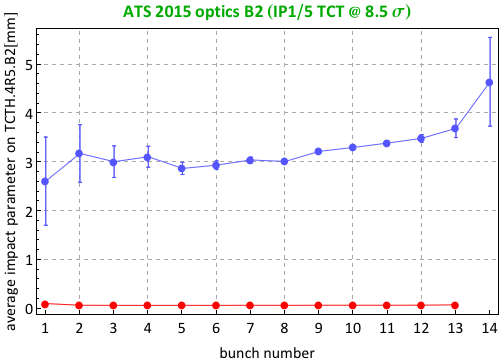 ATS 2015 optics B2 (IP1/5 TCT @ 8.5 σ)
average impact parameter on TCTH.4R5.B2[mm]
5
4
3
2
1
0
1 2 3 4 5 6 7 8 9 10 11 12 13 14
bunch number